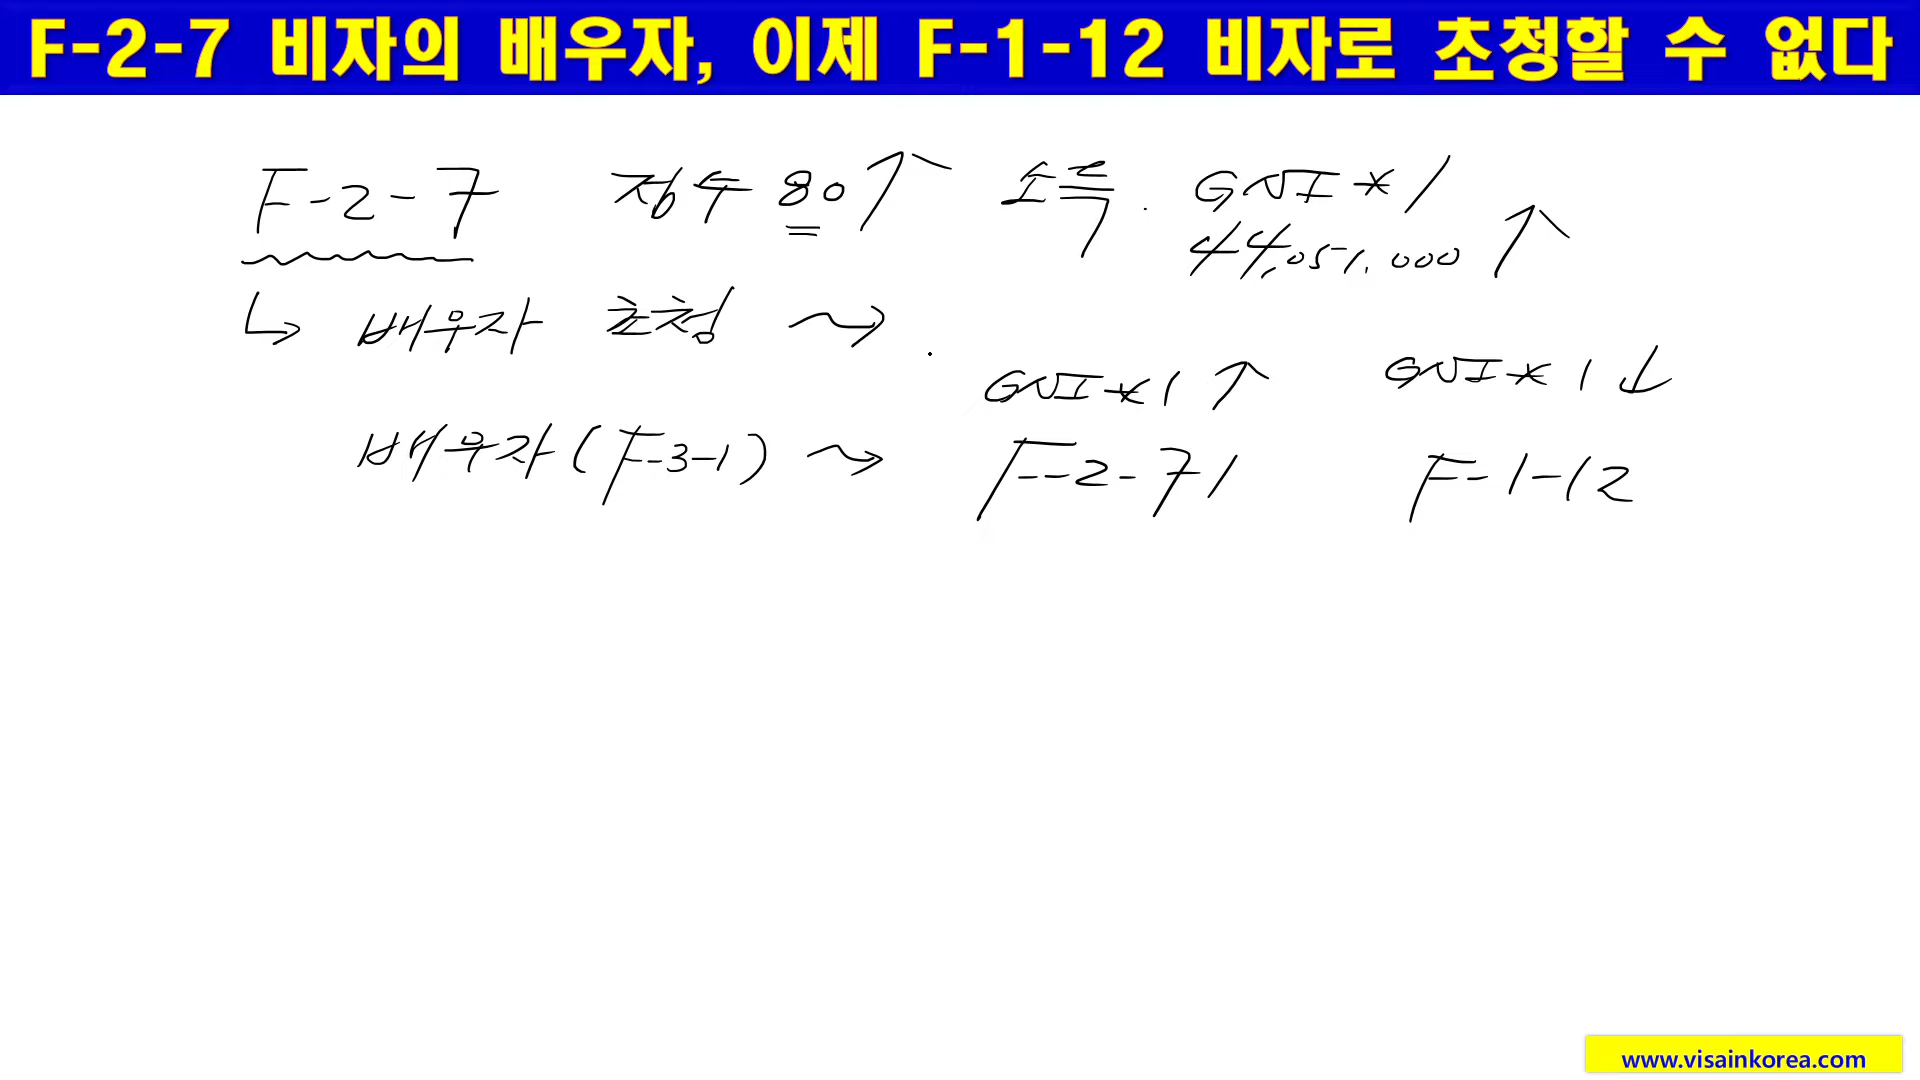 F-2-7 비자의 배우자, 이제 F-1-12 비자로 초청할 수 없다
F-2-7 점수 80↑ 소득. GNI * 1
44,051,000 ↑
↳ 배우자 초청 →
GNI * 1 ↑ GNI * 1 ↓
배우자 (F-3-1) → F-2-71 F-1-12
www.visainkorea.com